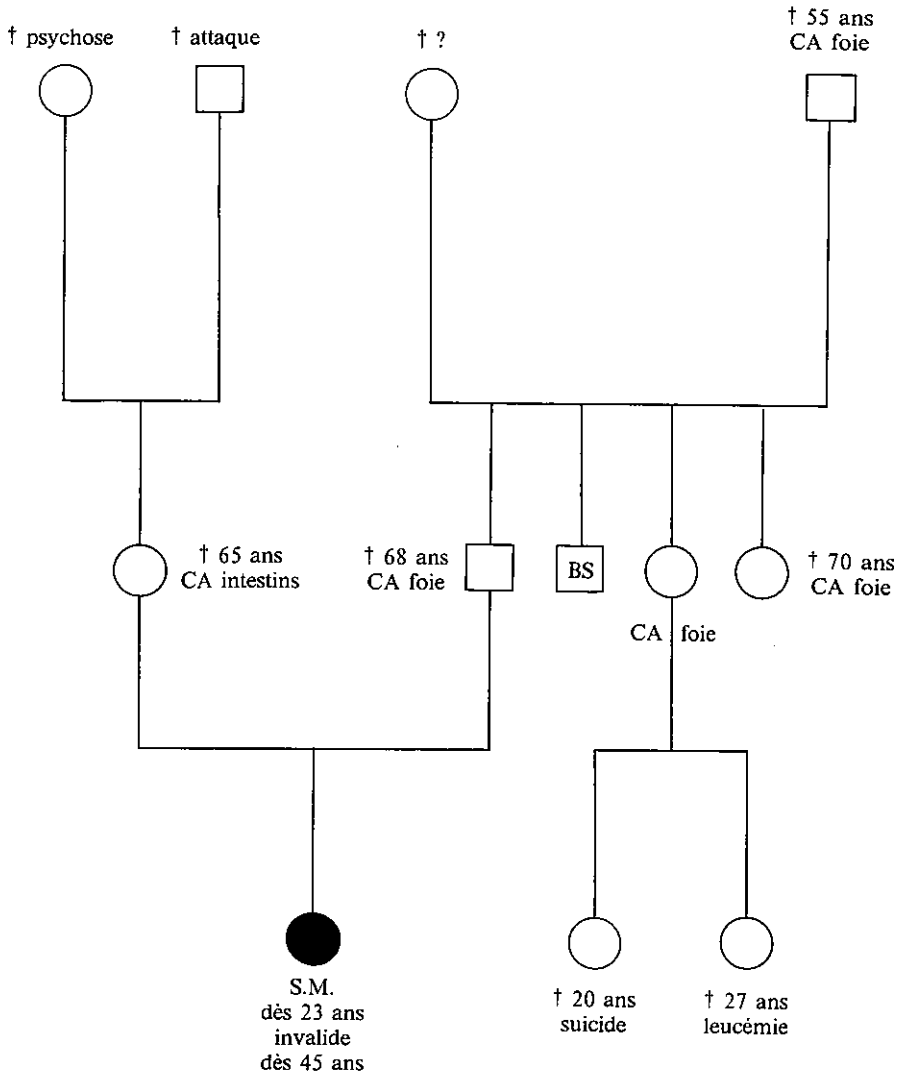 † psychose
† attaque
† ?
† 55 ans
CA foie
† 65 ans
CA intestins
† 68 ans
CA foie
BS
CA foie
† 70 ans
CA foie
S.M.
dès 23 ans
invalide
dès 45 ans
† 20 ans
suicide
† 27 ans
leucémie